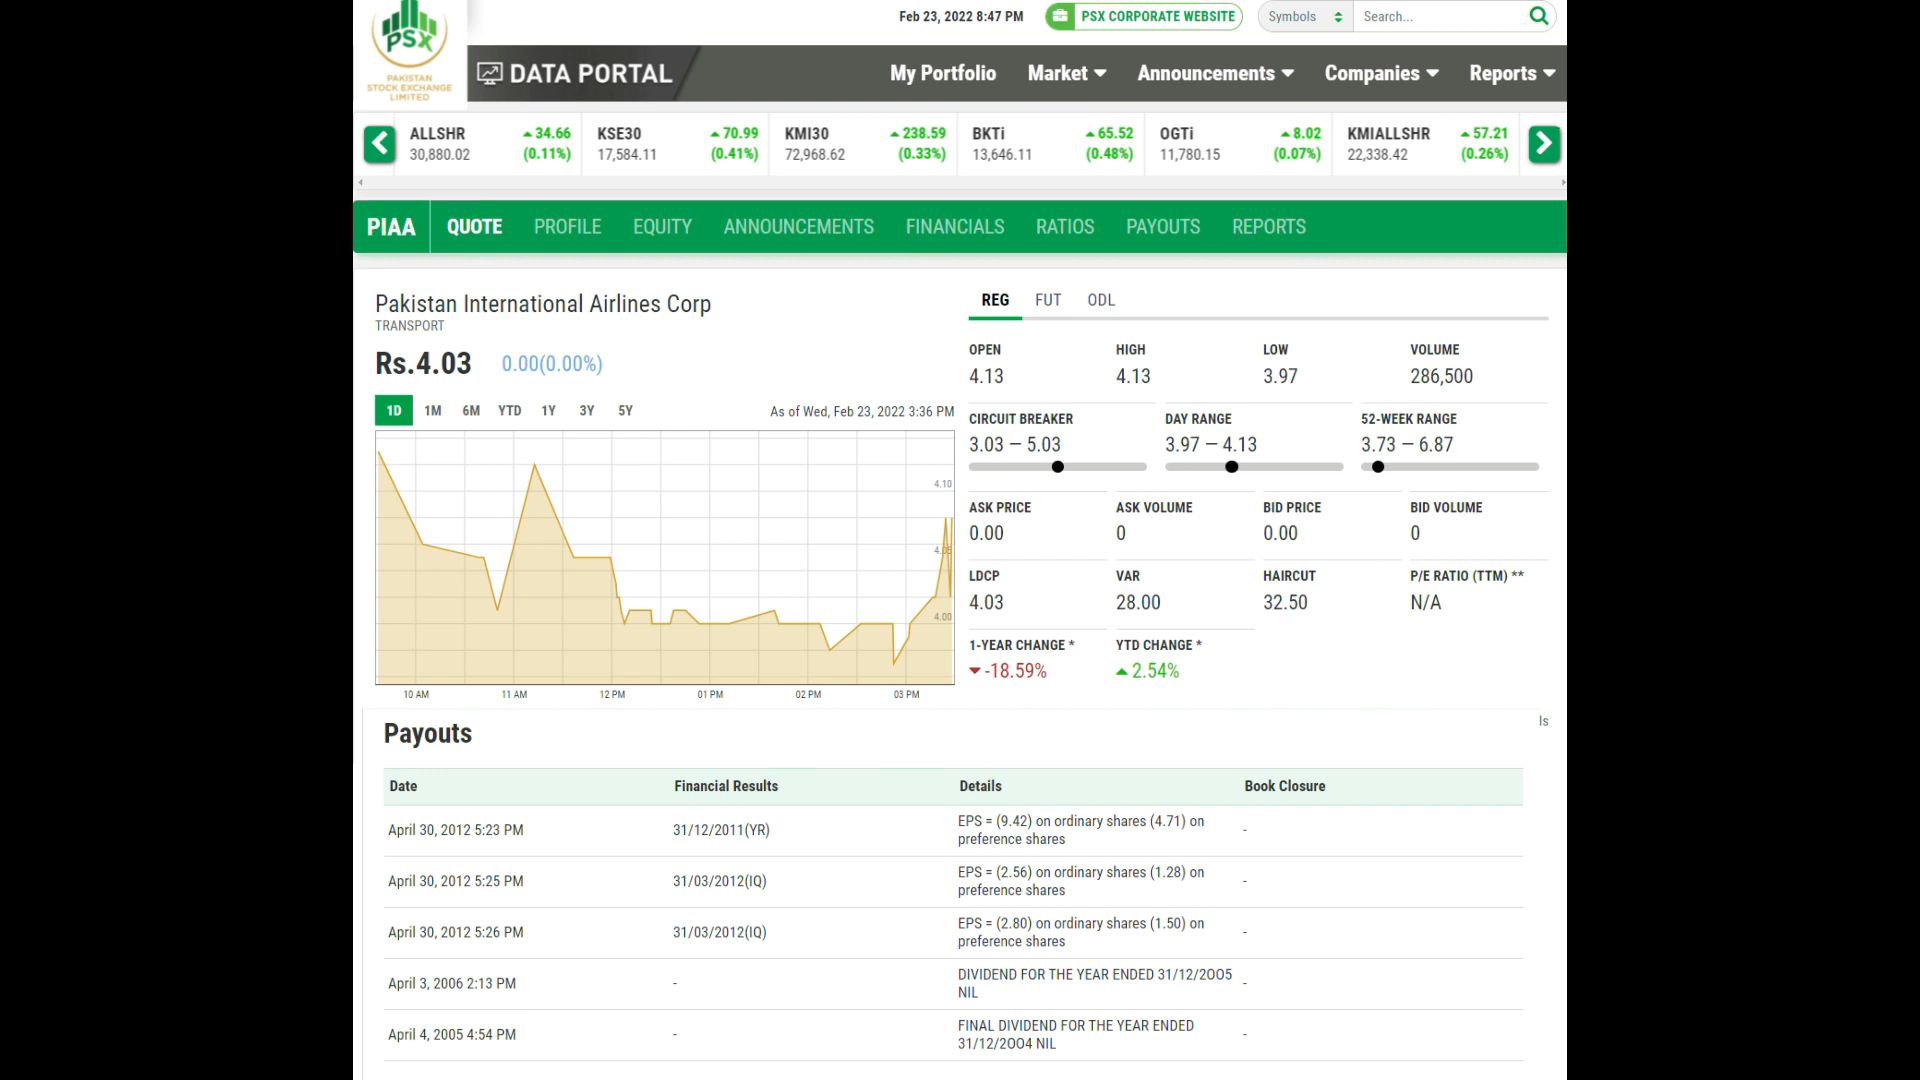 PSX
PAKISTAN
STOCK EXCHANGE
LIMITED
Feb 23, 2022 8:47 PM
PSX CORPORATE WEBSITE
Symbols
Search...
DATA PORTAL
My Portfolio
Market
Announcements
Companies
Reports
ALLSHR 34.66
30,880.02 (0.11%)
KSE30 70.99
17,584.11 (0.41%)
KMI30 238.59
72,968.62 (0.33%)
BKTi 65.52
13,646.11 (0.48%)
OGTi 8.02
11,780.15 (0.07%)
KMIALLSHR 57.21
22,338.42 (0.26%)
PIAA QUOTE PROFILE EQUITY ANNOUNCEMENTS FINANCIALS RATIOS PAYOUTS REPORTS
Pakistan International Airlines Corp
TRANSPORT
Rs.4.03 0.00(0.00%)
1D 1M 6M YTD 1Y 3Y 5Y
As of Wed, Feb 23, 2022 3:36 PM
4.10
4.05
4.00
10 AM 11 AM 12 PM 01 PM 02 PM 03 PM
REG FUT ODL
OPEN HIGH LOW VOLUME
4.13 4.13 3.97 286,500
CIRCUIT BREAKER DAY RANGE 52-WEEK RANGE
3.03 — 5.03 3.97 — 4.13 3.73 — 6.87
ASK PRICE ASK VOLUME BID PRICE BID VOLUME
0.00 0 0.00 0
LDCP VAR HAIRCUT P/E RATIO (TTM) **
4.03 28.00 32.50 N/A
1-YEAR CHANGE * YTD CHANGE *
-18.59% 2.54%
ls
Payouts
Date Financial Results Details Book Closure
April 30, 2012 5:23 PM 31/12/2011(YR) EPS = (9.42) on ordinary shares (4.71) on -
preference shares
April 30, 2012 5:25 PM 31/03/2012(IQ) EPS = (2.56) on ordinary shares (1.28) on -
preference shares
April 30, 2012 5:26 PM 31/03/2012(IQ) EPS = (2.80) on ordinary shares (1.50) on -
preference shares
April 3, 2006 2:13 PM - DIVIDEND FOR THE YEAR ENDED 31/12/2OO5 -
NIL
April 4, 2005 4:54 PM - FINAL DIVIDEND FOR THE YEAR ENDED -
31/12/2OO4 NIL